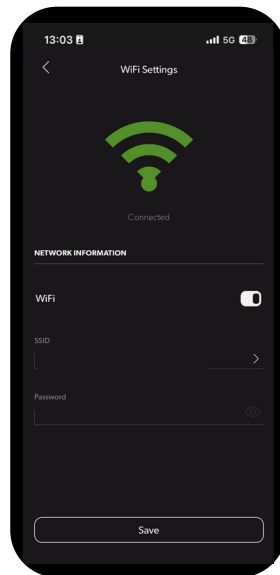 13:03 5G 48
WiFi Settings
Connected
NETWORK INFORMATION
WiFi
SSID
Password
Save